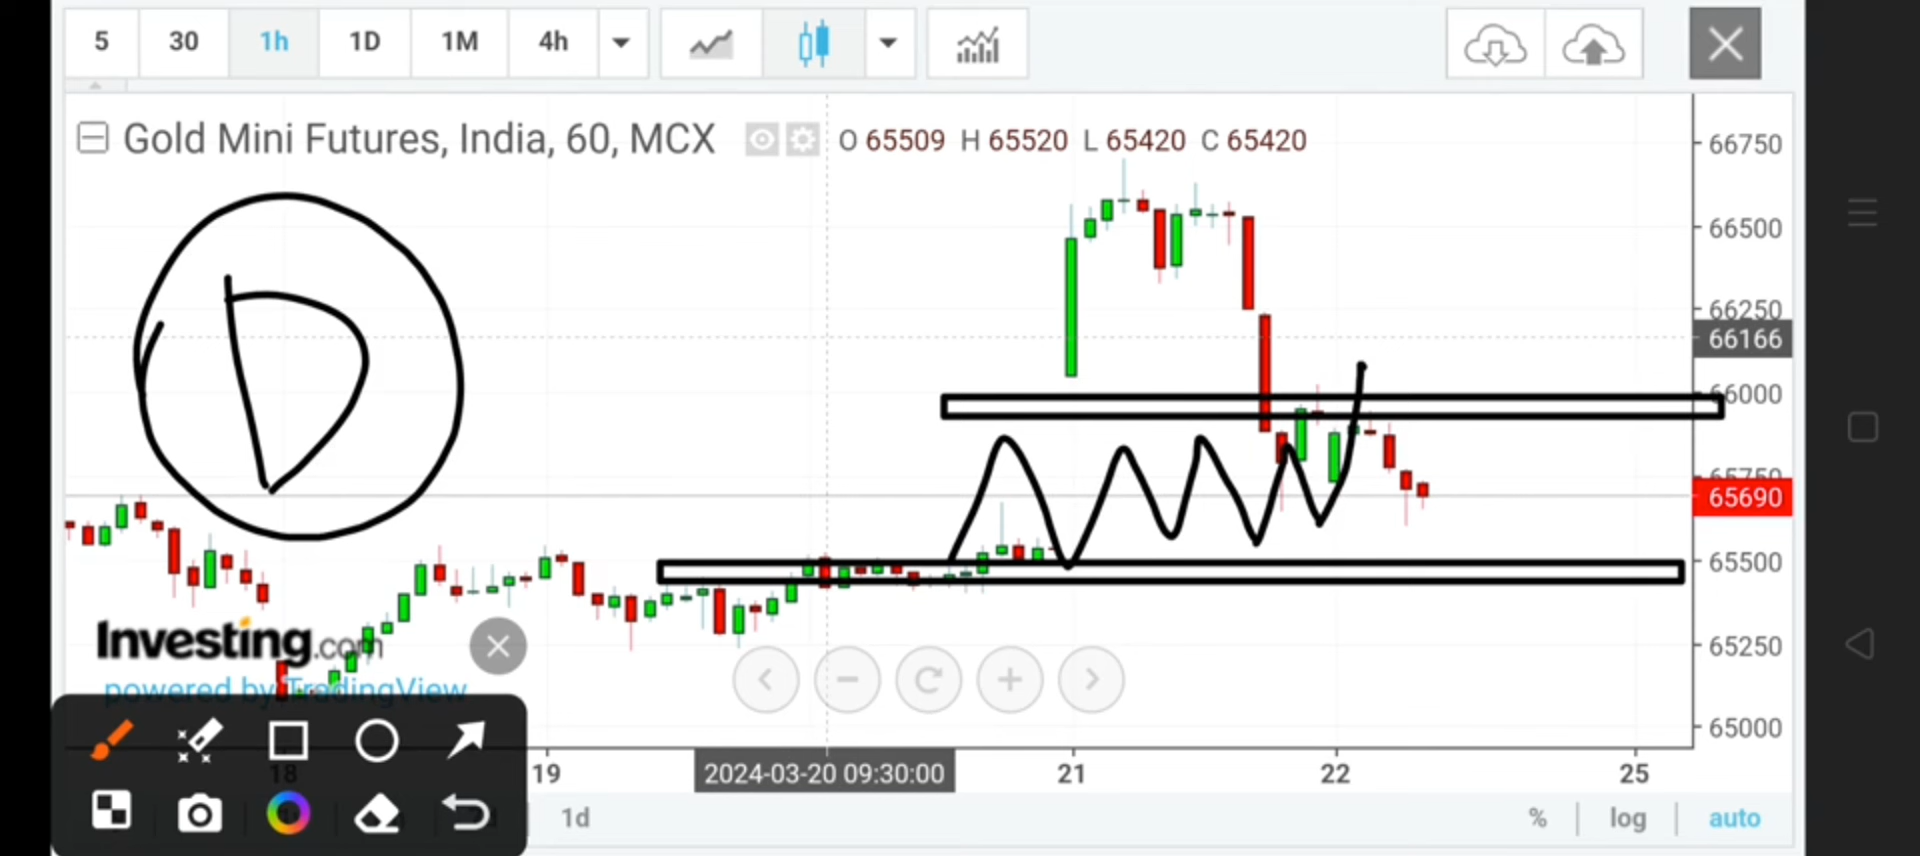 5 30 1h 1D 1M 4h
Gold Mini Futures, India, 60, MCX O 65509 H 65520 L 65420 C 65420
66750
66500
66250
66166
66000
65750
65690
65500
65250
65000
D
Investing.com
powered by TradingView
18 19 2024-03-20 09:30:00 21 22 25
1d % log auto